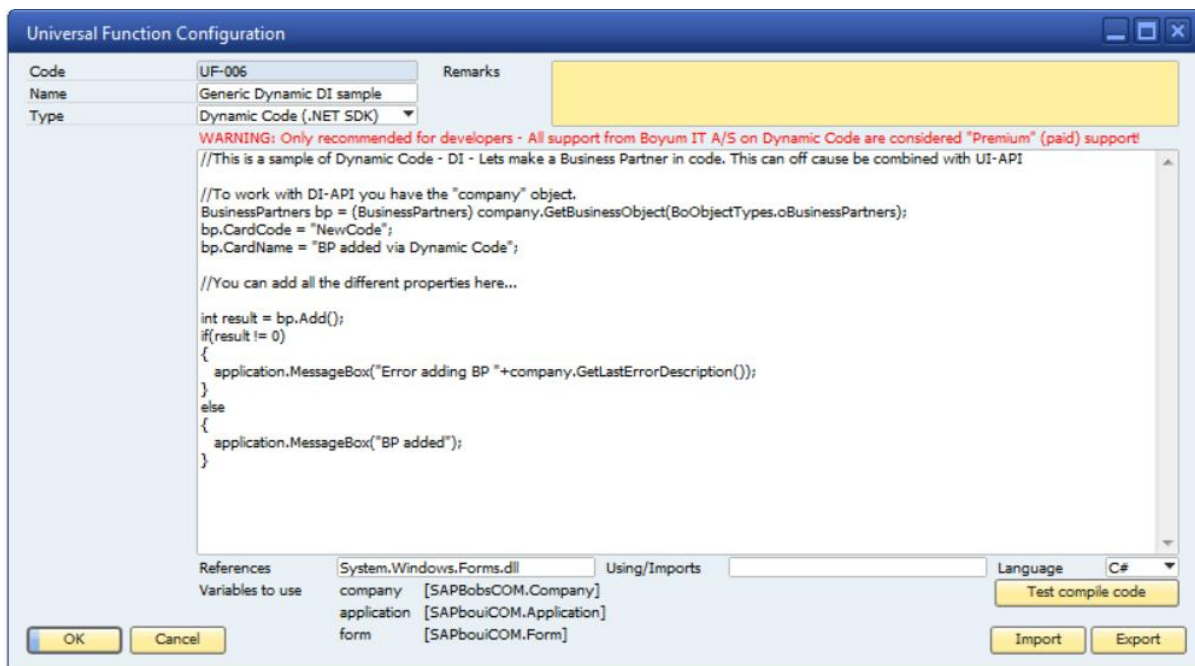 Universal Function Configuration
Code UF-006 Remarks
Name Generic Dynamic DI sample
Type Dynamic Code (.NET SDK)
WARNING: Only recommended for developers - All support from Boyum IT A/S on Dynamic Code are considered "Premium" (paid) support!
//This is a sample of Dynamic Code - DI - Lets make a Business Partner in code. This can off cause be combined with UI-API
//To work with DI-API you have the "company" object.
BusinessPartners bp = (BusinessPartners) company.GetBusinessObject(BoObjectTypes.oBusinessPartners);
bp.CardCode = "NewCode";
bp.CardName = "BP added via Dynamic Code";
//You can add all the different properties here...
int result = bp.Add();
if(result != 0)
{
application.MessageBox("Error adding BP "+company.GetLastErrorDescription());
}
else
{
application.MessageBox("BP added");
}
References System.Windows.Forms.dll Using/Imports Language C#
Variables to use company [SAPBobsCOM.Company] Test compile code
application [SAPbouiCOM.Application]
form [SAPbouiCOM.Form]
OK Cancel Import Export